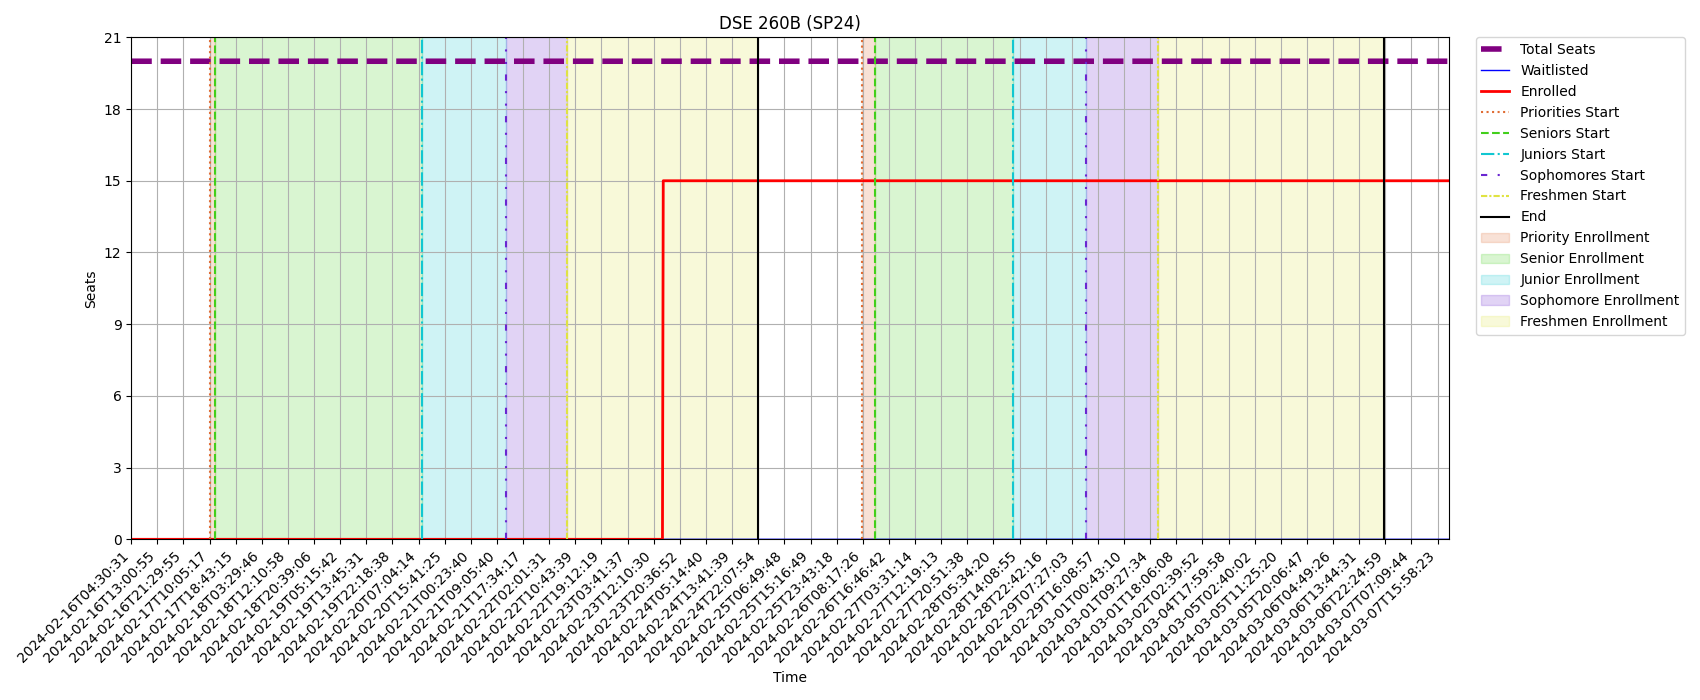 DSE 260B (SP24)
21
18
15
12
9
6
3
0
Seats
2024-02-16T04:30:31
2024-02-16T13:00:55
2024-02-16T21:29:55
2024-02-17T10:05:17
2024-02-17T18:43:15
2024-02-18T03:29:46
2024-02-18T12:10:58
2024-02-18T20:39:06
2024-02-19T05:15:42
2024-02-19T13:45:31
2024-02-19T22:18:38
2024-02-20T07:04:14
2024-02-20T15:41:25
2024-02-21T00:23:40
2024-02-21T09:05:40
2024-02-21T17:34:17
2024-02-22T02:01:31
2024-02-22T10:43:39
2024-02-22T19:12:19
2024-02-23T03:41:37
2024-02-23T12:10:30
2024-02-23T20:36:52
2024-02-24T05:14:40
2024-02-24T13:41:39
2024-02-24T22:07:54
2024-02-25T06:49:48
2024-02-25T15:16:49
2024-02-25T23:43:18
2024-02-26T08:17:26
2024-02-26T16:46:42
2024-02-27T03:31:14
2024-02-27T12:19:13
2024-02-27T20:51:38
2024-02-28T05:34:20
2024-02-28T14:08:55
2024-02-28T22:42:16
2024-02-29T07:27:03
2024-02-29T16:08:57
2024-03-01T00:43:10
2024-03-01T09:27:34
2024-03-01T18:06:08
2024-03-02T02:39:52
2024-03-04T17:59:58
2024-03-05T02:40:02
2024-03-05T11:25:20
2024-03-05T20:06:47
2024-03-06T04:49:26
2024-03-06T13:44:31
2024-03-06T22:24:59
2024-03-07T07:09:44
2024-03-07T15:58:23
Time
Total Seats
Waitlisted
Enrolled
Priorities Start
Seniors Start
Juniors Start
Sophomores Start
Freshmen Start
End
Priority Enrollment
Senior Enrollment
Junior Enrollment
Sophomore Enrollment
Freshmen Enrollment